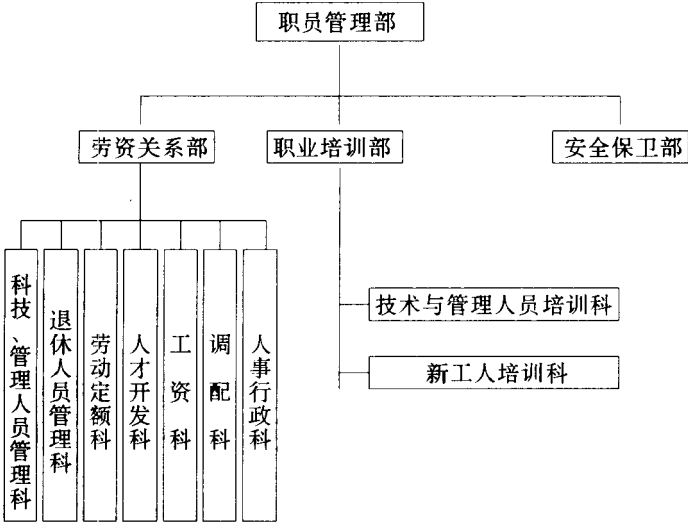 职员管理部
劳资关系部
职业培训部
安全保卫部
科技、管理人员管理科
退休人员管理科
劳动定额科
人才开发科
工资科
调配科
人事行政科
技术与管理人员培训科
新工人培训科